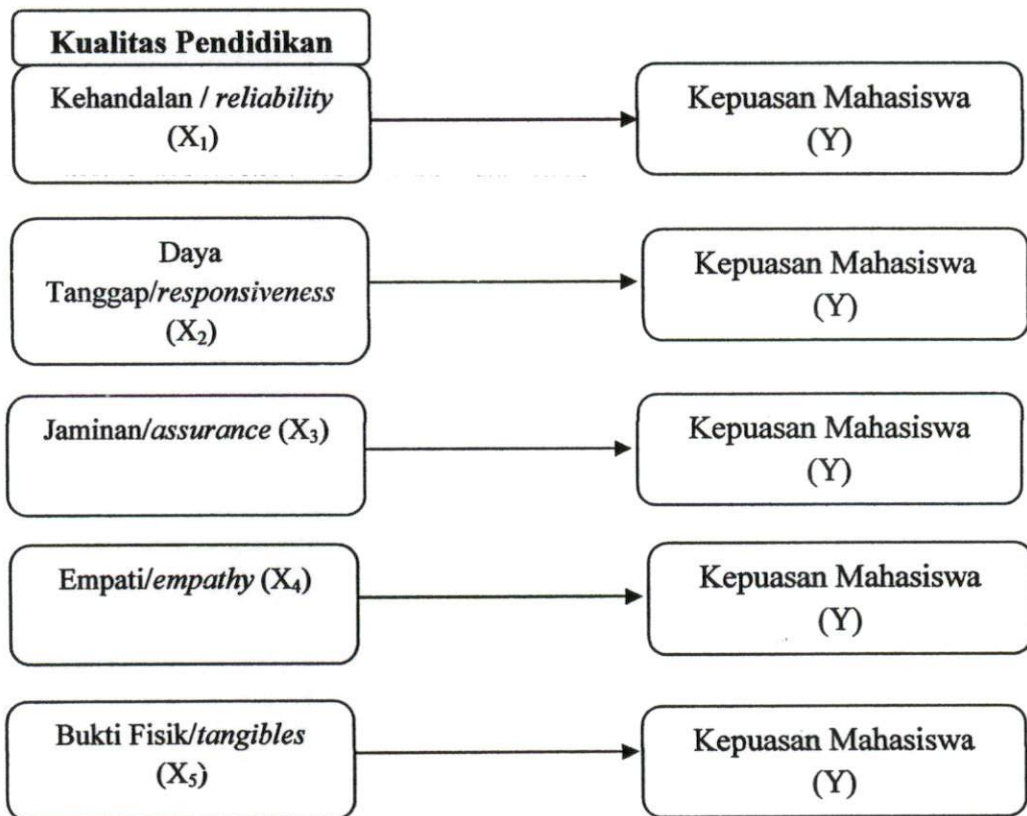 Kualitas Pendidikan
Kehandalan / reliability
(X₁)
Kepuasan Mahasiswa
(Y)
Daya
Tanggap/responsiveness
(X₂)
Kepuasan Mahasiswa
(Y)
Jaminan/assurance (X₃)
Kepuasan Mahasiswa
(Y)
Empati/empathy (X₄)
Kepuasan Mahasiswa
(Y)
Bukti Fisik/tangibles
(X₅)
Kepuasan Mahasiswa
(Y)